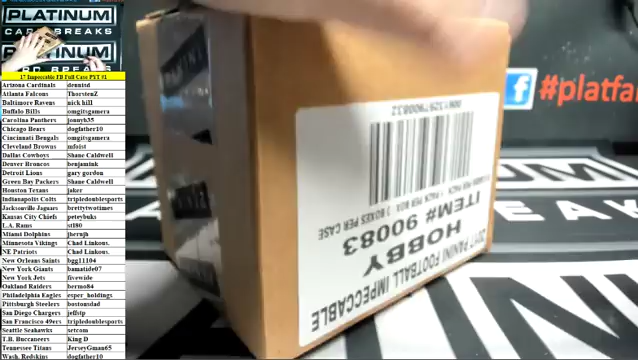 PLATINUM
CARD BREAKS
PLATINUM
17 Impeccable FB Full Case PYT #1
Arizona Cardinals dennisd
Atlanta Falcons ThorstenZ
Baltimore Ravens nick hill
Buffalo Bills omgitsgamera
Carolina Panthers jonnyb35
Chicago Bears dogfather10
Cincinnati Bengals omgitsgamera
Cleveland Browns mfoist
Dallas Cowboys Shane Caldwell
Denver Broncos benjamink
Detroit Lions gary gordon
Green Bay Packers Shane Caldwell
Houston Texans jaker
Indianapolis Colts tripledoublesports
Jacksonville Jaguars brettytwotimes
Kansas City Chiefs peteybuks
L.A. Rams stl80
Miami Dolphins jhernjh
Minnesota Vikings Chad Linkous.
NE Patriots Chad Linkous.
New Orleans Saints bgg11104
New York Giants bamatide07
New York Jets fivewide
Oakland Raiders bermo84
Philadelphia Eagles esper_holdings
Pittsburgh Steelers bostonsdad
San Diego Chargers jeffstp
San Francisco 49ers tripledoublesports
Seattle Seahawks setcom
T.B. Buccaneers King D
Tennessee Titans JerseyGman65
Wash. Redskins dogfather10
f #platfa
2017 PANINI FOOTBALL IMPECCABLE
HOBBY
ITEM# 90083
PANINI